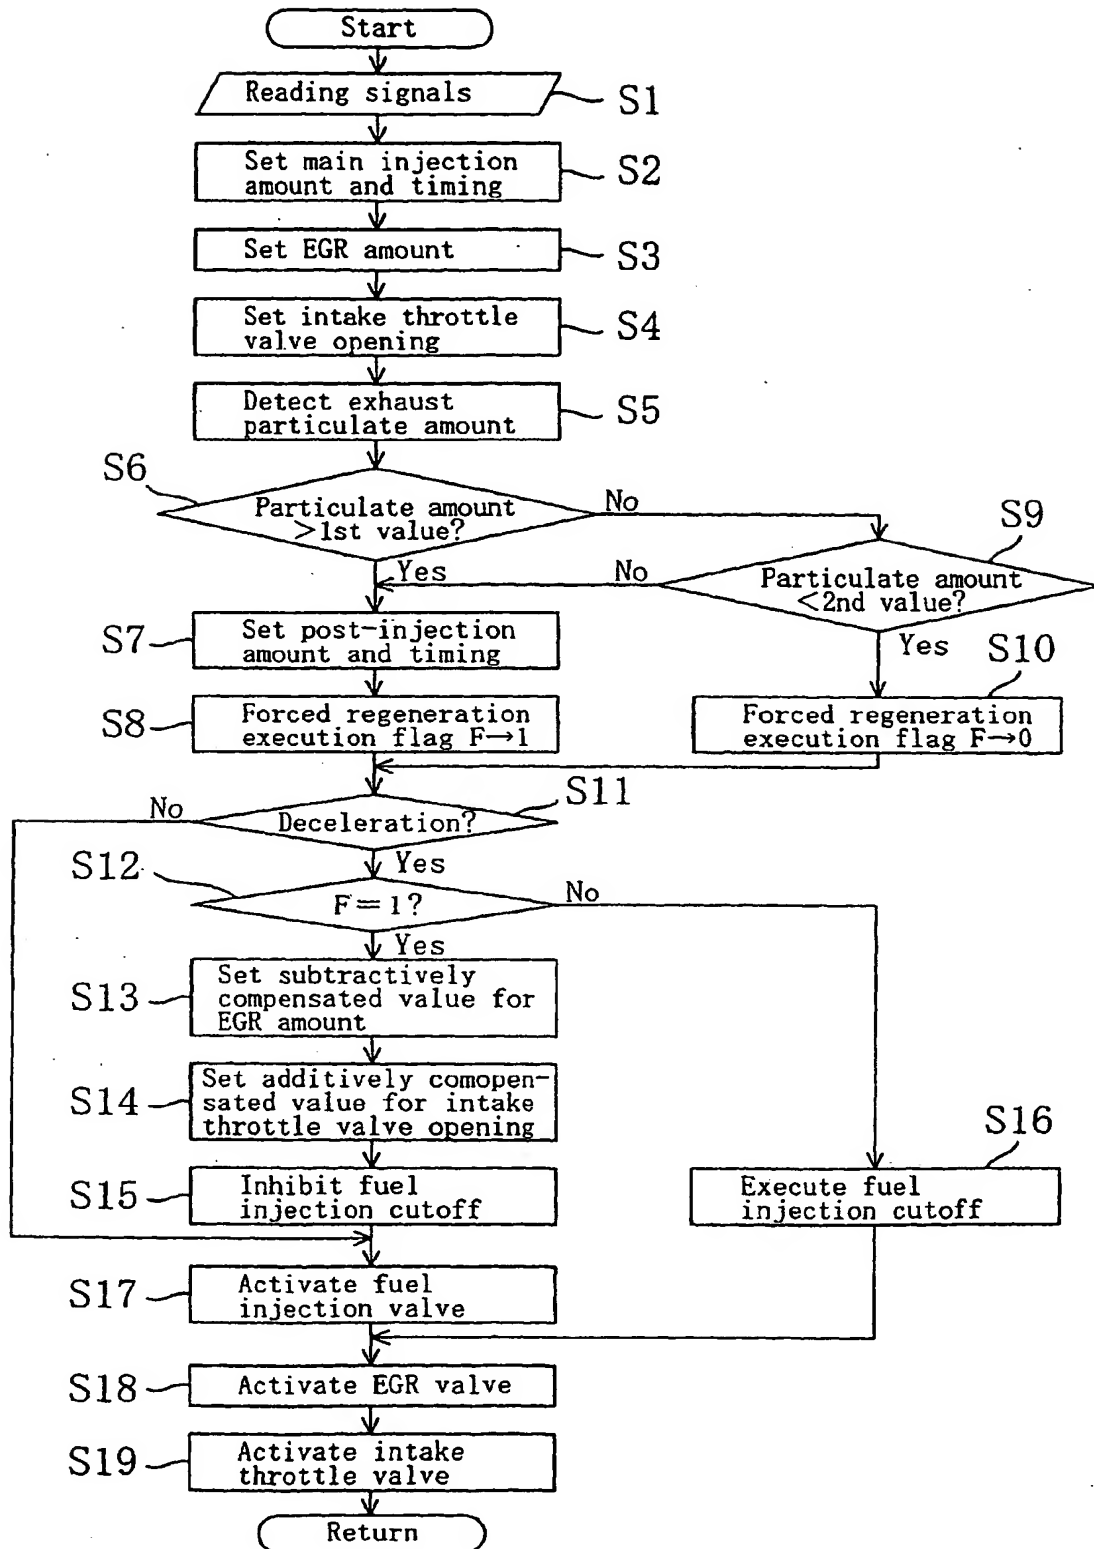 Start
Reading signals
S1
Set main injection
amount and timing
S2
Set EGR amount
S3
Set intake throttle
valve opening
S4
Detect exhaust
particulate amount
S5
S6
Particulate amount
>1st value?
No
Yes
S9
Particulate amount
<2nd value?
No
Yes
S7
Set post-injection
amount and timing
S8
Forced regeneration
execution flag F→1
S10
Forced regeneration
execution flag F→0
S11
Deceleration?
No
Yes
S12
F=1?
No
Yes
S13
Set subtractively
compensated value for
EGR amount
S14
Set additively comopen-
sated value for intake
throttle valve opening
S15
Inhibit fuel
injection cutoff
S16
Execute fuel
injection cutoff
S17
Activate fuel
injection valve
S18
Activate EGR valve
S19
Activate intake
throttle valve
Return